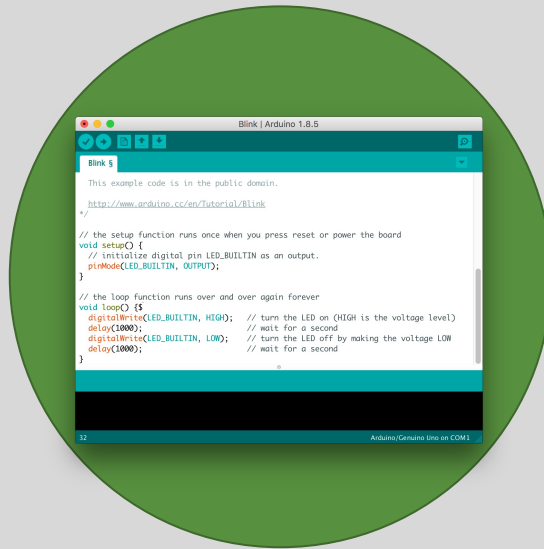 Blink | Arduino 1.8.5
Blink §
This example code is in the public domain.
http://www.arduino.cc/en/Tutorial/Blink
*/
// the setup function runs once when you press reset or power the board
void setup() {
// initialize digital pin LED_BUILTIN as an output.
pinMode(LED_BUILTIN, OUTPUT);
}
// the loop function runs over and over again forever
void loop() {$
digitalWrite(LED_BUILTIN, HIGH); // turn the LED on (HIGH is the voltage level)
delay(1000); // wait for a second
digitalWrite(LED_BUILTIN, LOW); // turn the LED off by making the voltage LOW
delay(1000); // wait for a second
}
32 Arduino/Genuino Uno on COM1